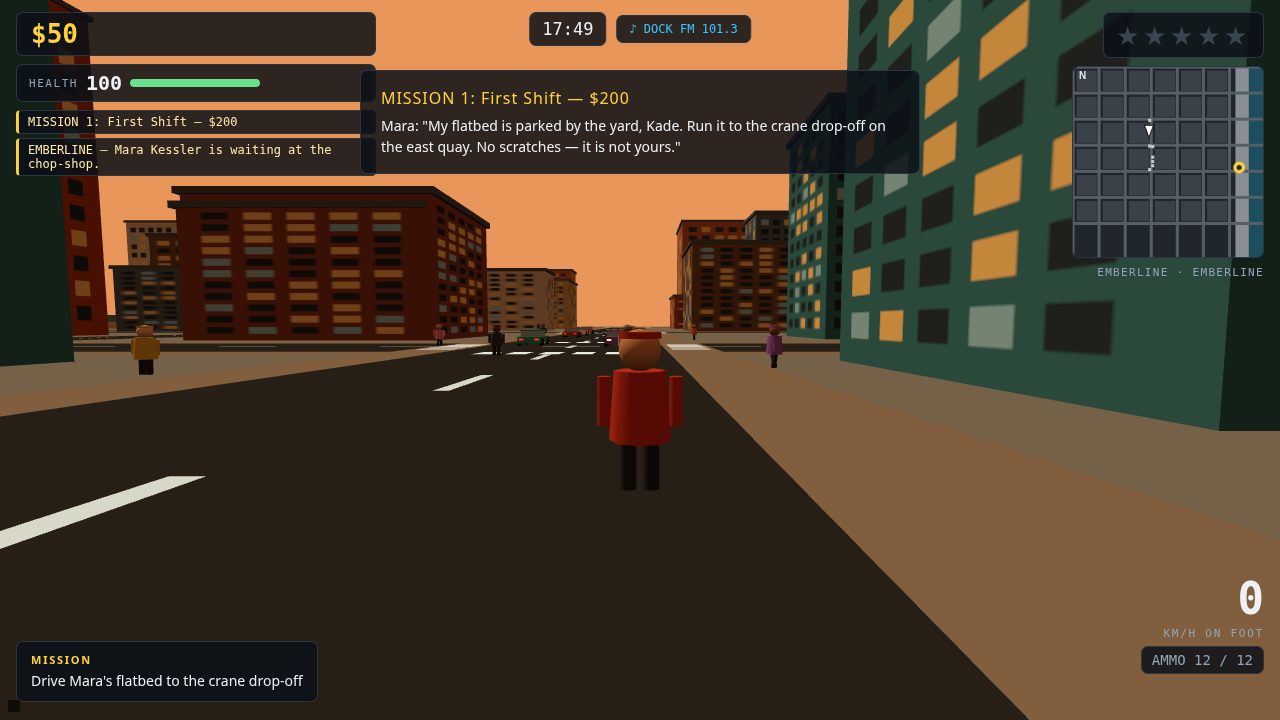 $50
17:49
♪ DOCK FM 101.3
★★★★★
HEALTH 100
N
MISSION 1: First Shift — $200
Mara: "My flatbed is parked by the yard, Kade. Run it to the crane drop-off on
the east quay. No scratches — it is not yours."
MISSION 1: First Shift — $200
EMBERLINE — Mara Kessler is waiting at the
chop-shop.
EMBERLINE · EMBERLINE
0
KM/H ON FOOT
AMMO 12 / 12
MISSION
Drive Mara's flatbed to the crane drop-off